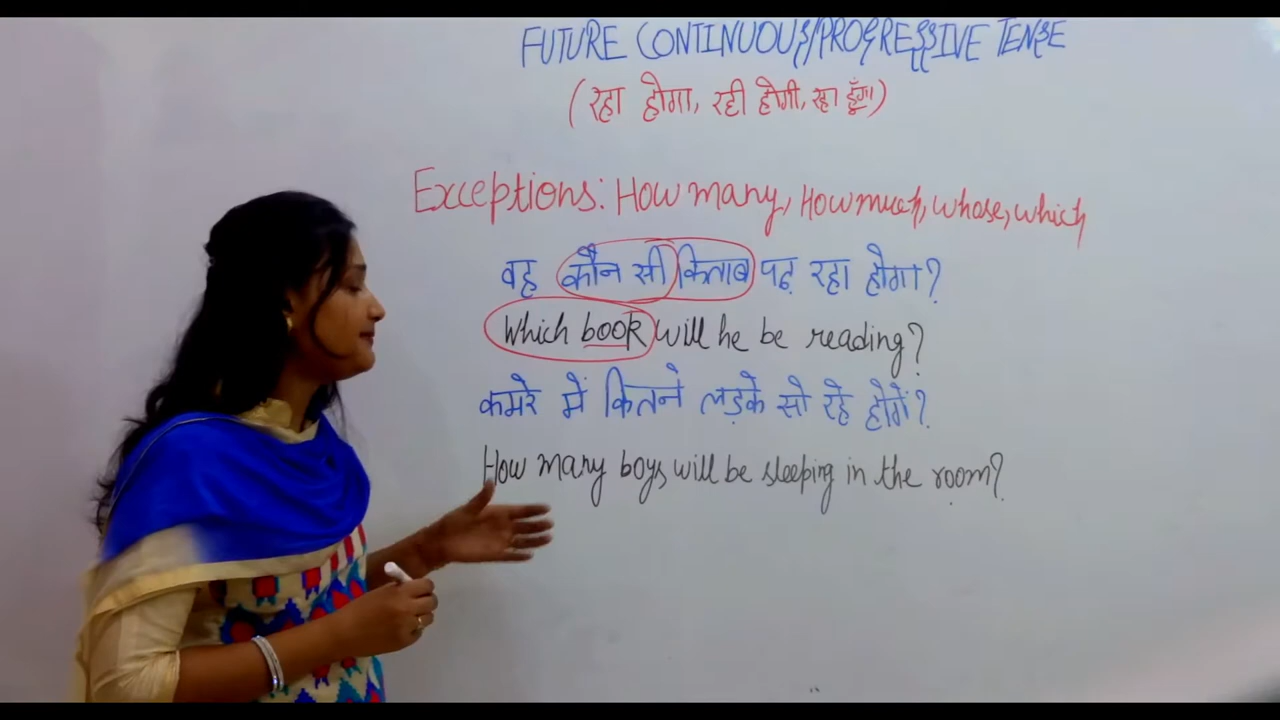 FUTURE CONTINUOUS/PROGRESSIVE TENSE
(रहा होगा, रही होगी, रहा हूँगा)
Exceptions: How many, How much, whose, which
वह कौन सी किताब पढ़ रहा होगा?
Which book will he be reading?
कमरे में कितने लड़के सो रहे होगें?
How many boys will be sleeping in the room?